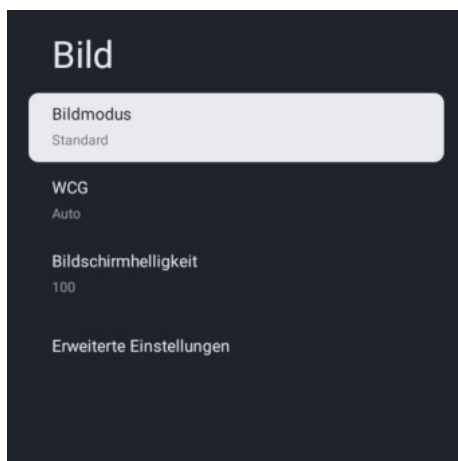 Bild
Bildmodus
Standard
WCG
Auto
Bildschirmhelligkeit
100
Erweiterte Einstellungen